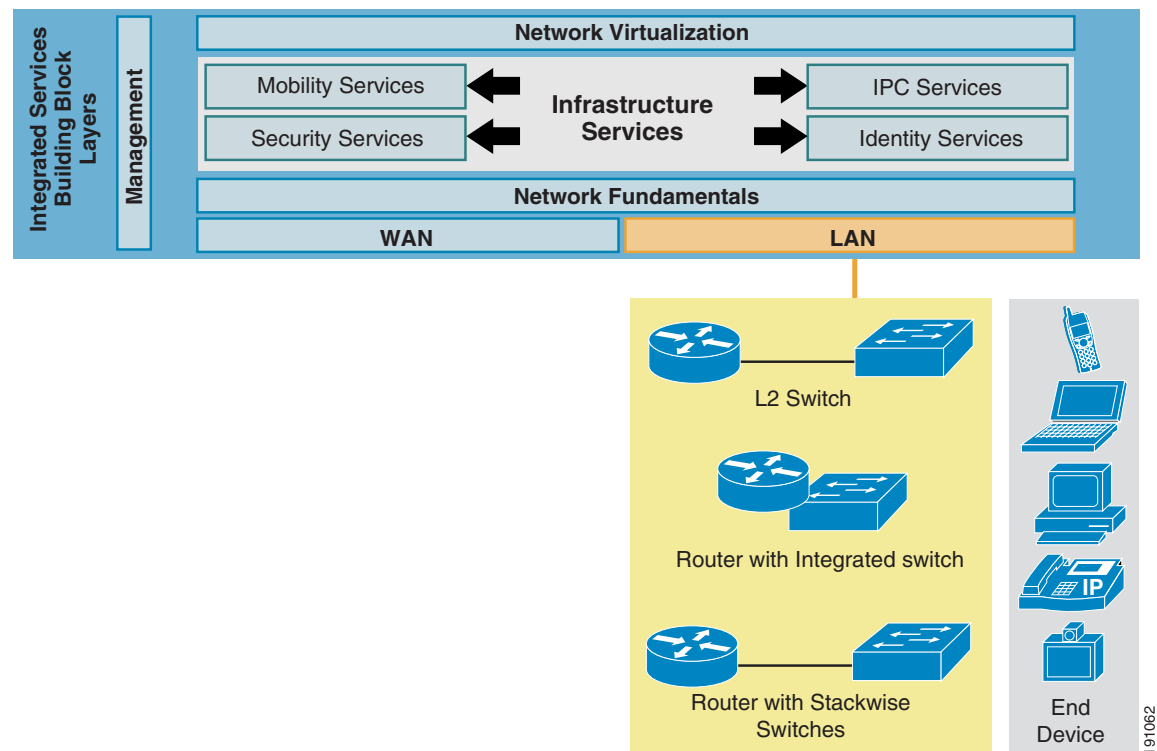 Integrated Services
Building Block
Layers
Management
Network Virtualization
Mobility Services
Security Services
Infrastructure
Services
IPC Services
Identity Services
Network Fundamentals
WAN
LAN
L2 Switch
Router with Integrated switch
Router with Stackwise
Switches
IP
End
Device
191062